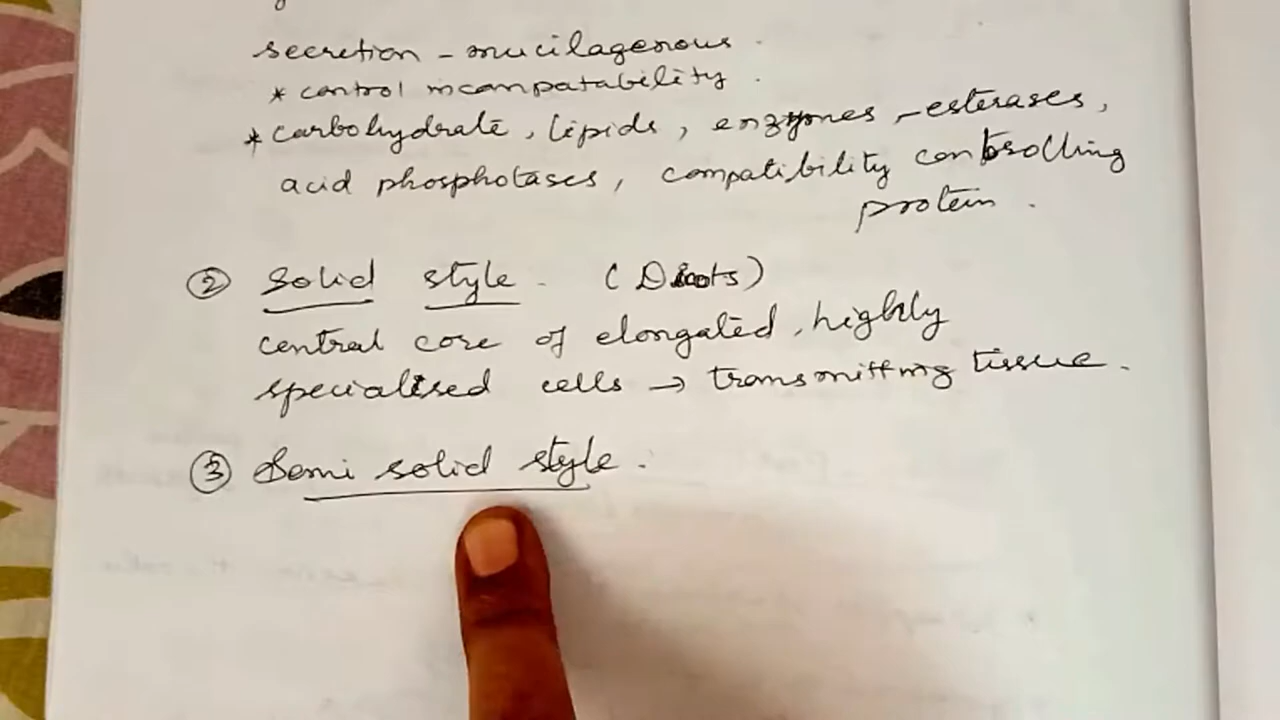 secretion - mucilagenous.
* control incompatability.
* carbohydrate, lipids, enzymes - esterases,
acid phosphotases, compatibility controlling
protein.
② Solid style. (Dicots)
central core of elongated, highly
specialised cells → transmitting tissue.
③ Semi solid style.